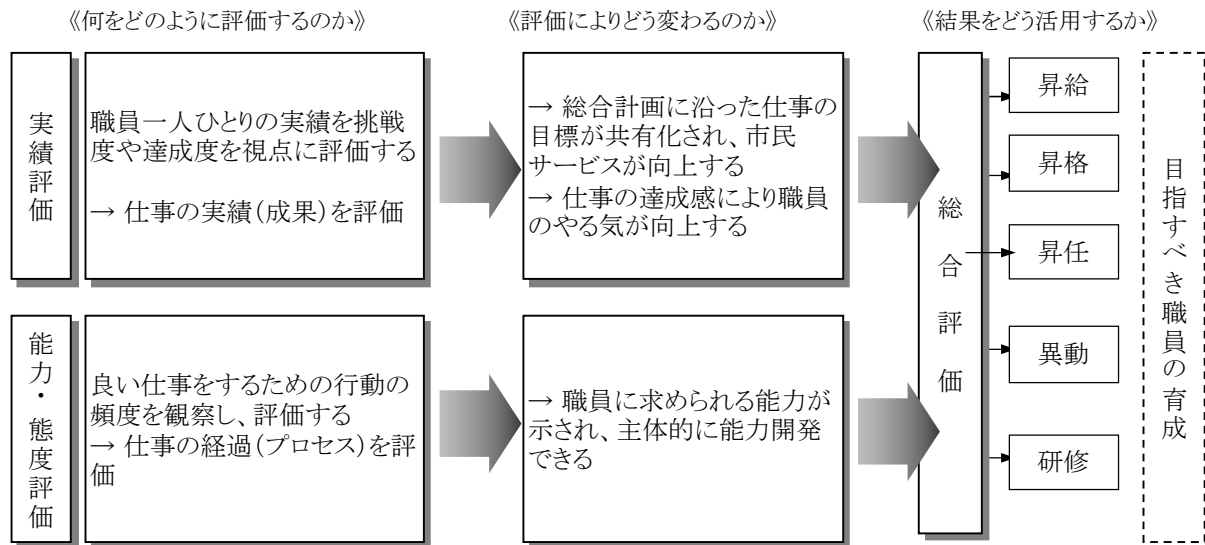 《何をどのように評価するのか》
《評価によりどう変わるのか》
《結果をどう活用するか》
実績評価
職員一人ひとりの実績を挑戦
度や達成度を視点に評価する
→ 仕事の実績(成果)を評価
→ 総合計画に沿った仕事の
目標が共有化され、市民
サービスが向上する
→ 仕事の達成感により職員
のやる気が向上する
能力・態度評価
良い仕事をするための行動の
頻度を観察し、評価する
→ 仕事の経過(プロセス)を評
価
→ 職員に求められる能力が
示され、主体的に能力開発
できる
総合評価
昇給
昇格
昇任
異動
研修
目指すべき職員の育成